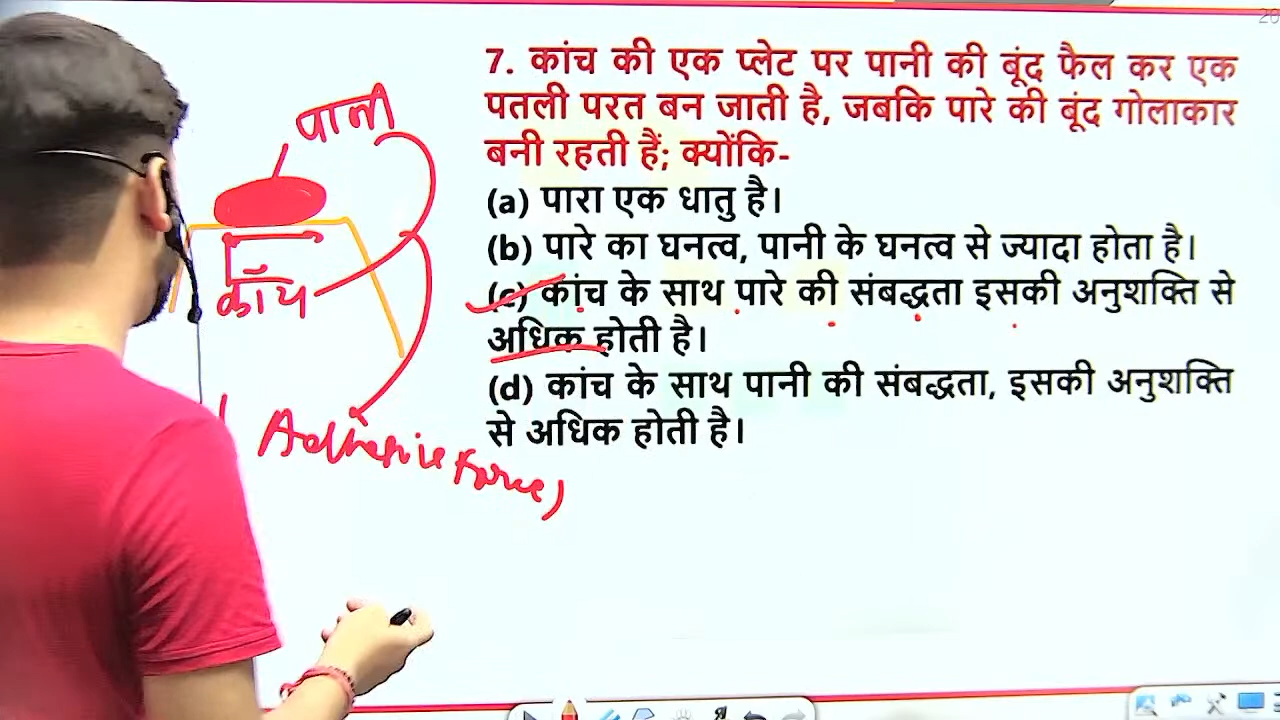 7. कांच की एक प्लेट पर पानी की बूंद फैल कर एक
पतली परत बन जाती है, जबकि पारे की बूंद गोलाकार
बनी रहती हैं; क्योंकि-
(a) पारा एक धातु है।
(b) पारे का घनत्व, पानी के घनत्व से ज्यादा होता है।
(c) कांच के साथ पारे की संबद्धता इसकी अनुशक्ति से
अधिक होती है।
(d) कांच के साथ पानी की संबद्धता, इसकी अनुशक्ति
से अधिक होती है।
पानी
Adhesive Force